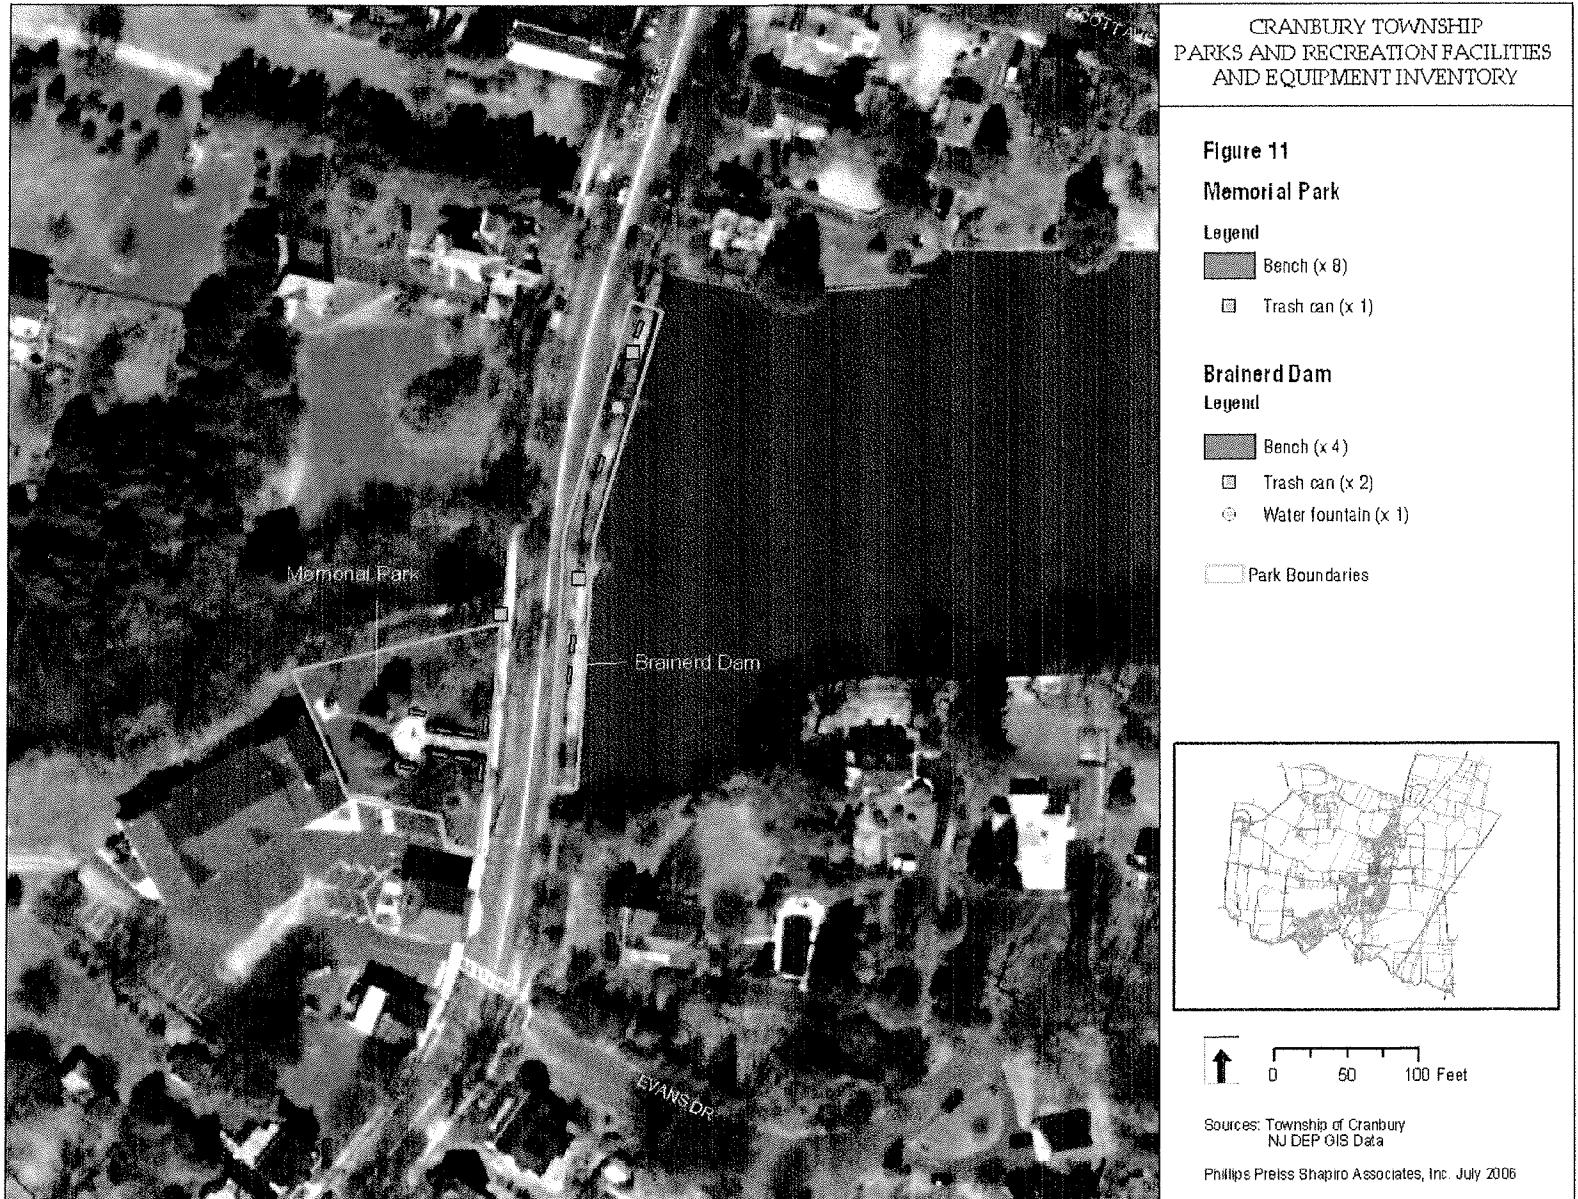 CRANBURY TOWNSHIP
PARKS AND RECREATION FACILITIES
AND EQUIPMENT INVENTORY
Figure 11
Memorial Park
Legend
Bench (x 8)
Trash can (x 1)
Brainerd Dam
Legend
Bench (x 4)
Trash can (x 2)
Water fountain (x 1)
Park Boundaries
0 50 100 Feet
Sources: Township of Cranbury
NJ DEP GIS Data
Phillips Preiss Shapiro Associates, Inc. July 2006
SCOTT AVE
Memorial Park
Brainerd Dam
EVANS DR